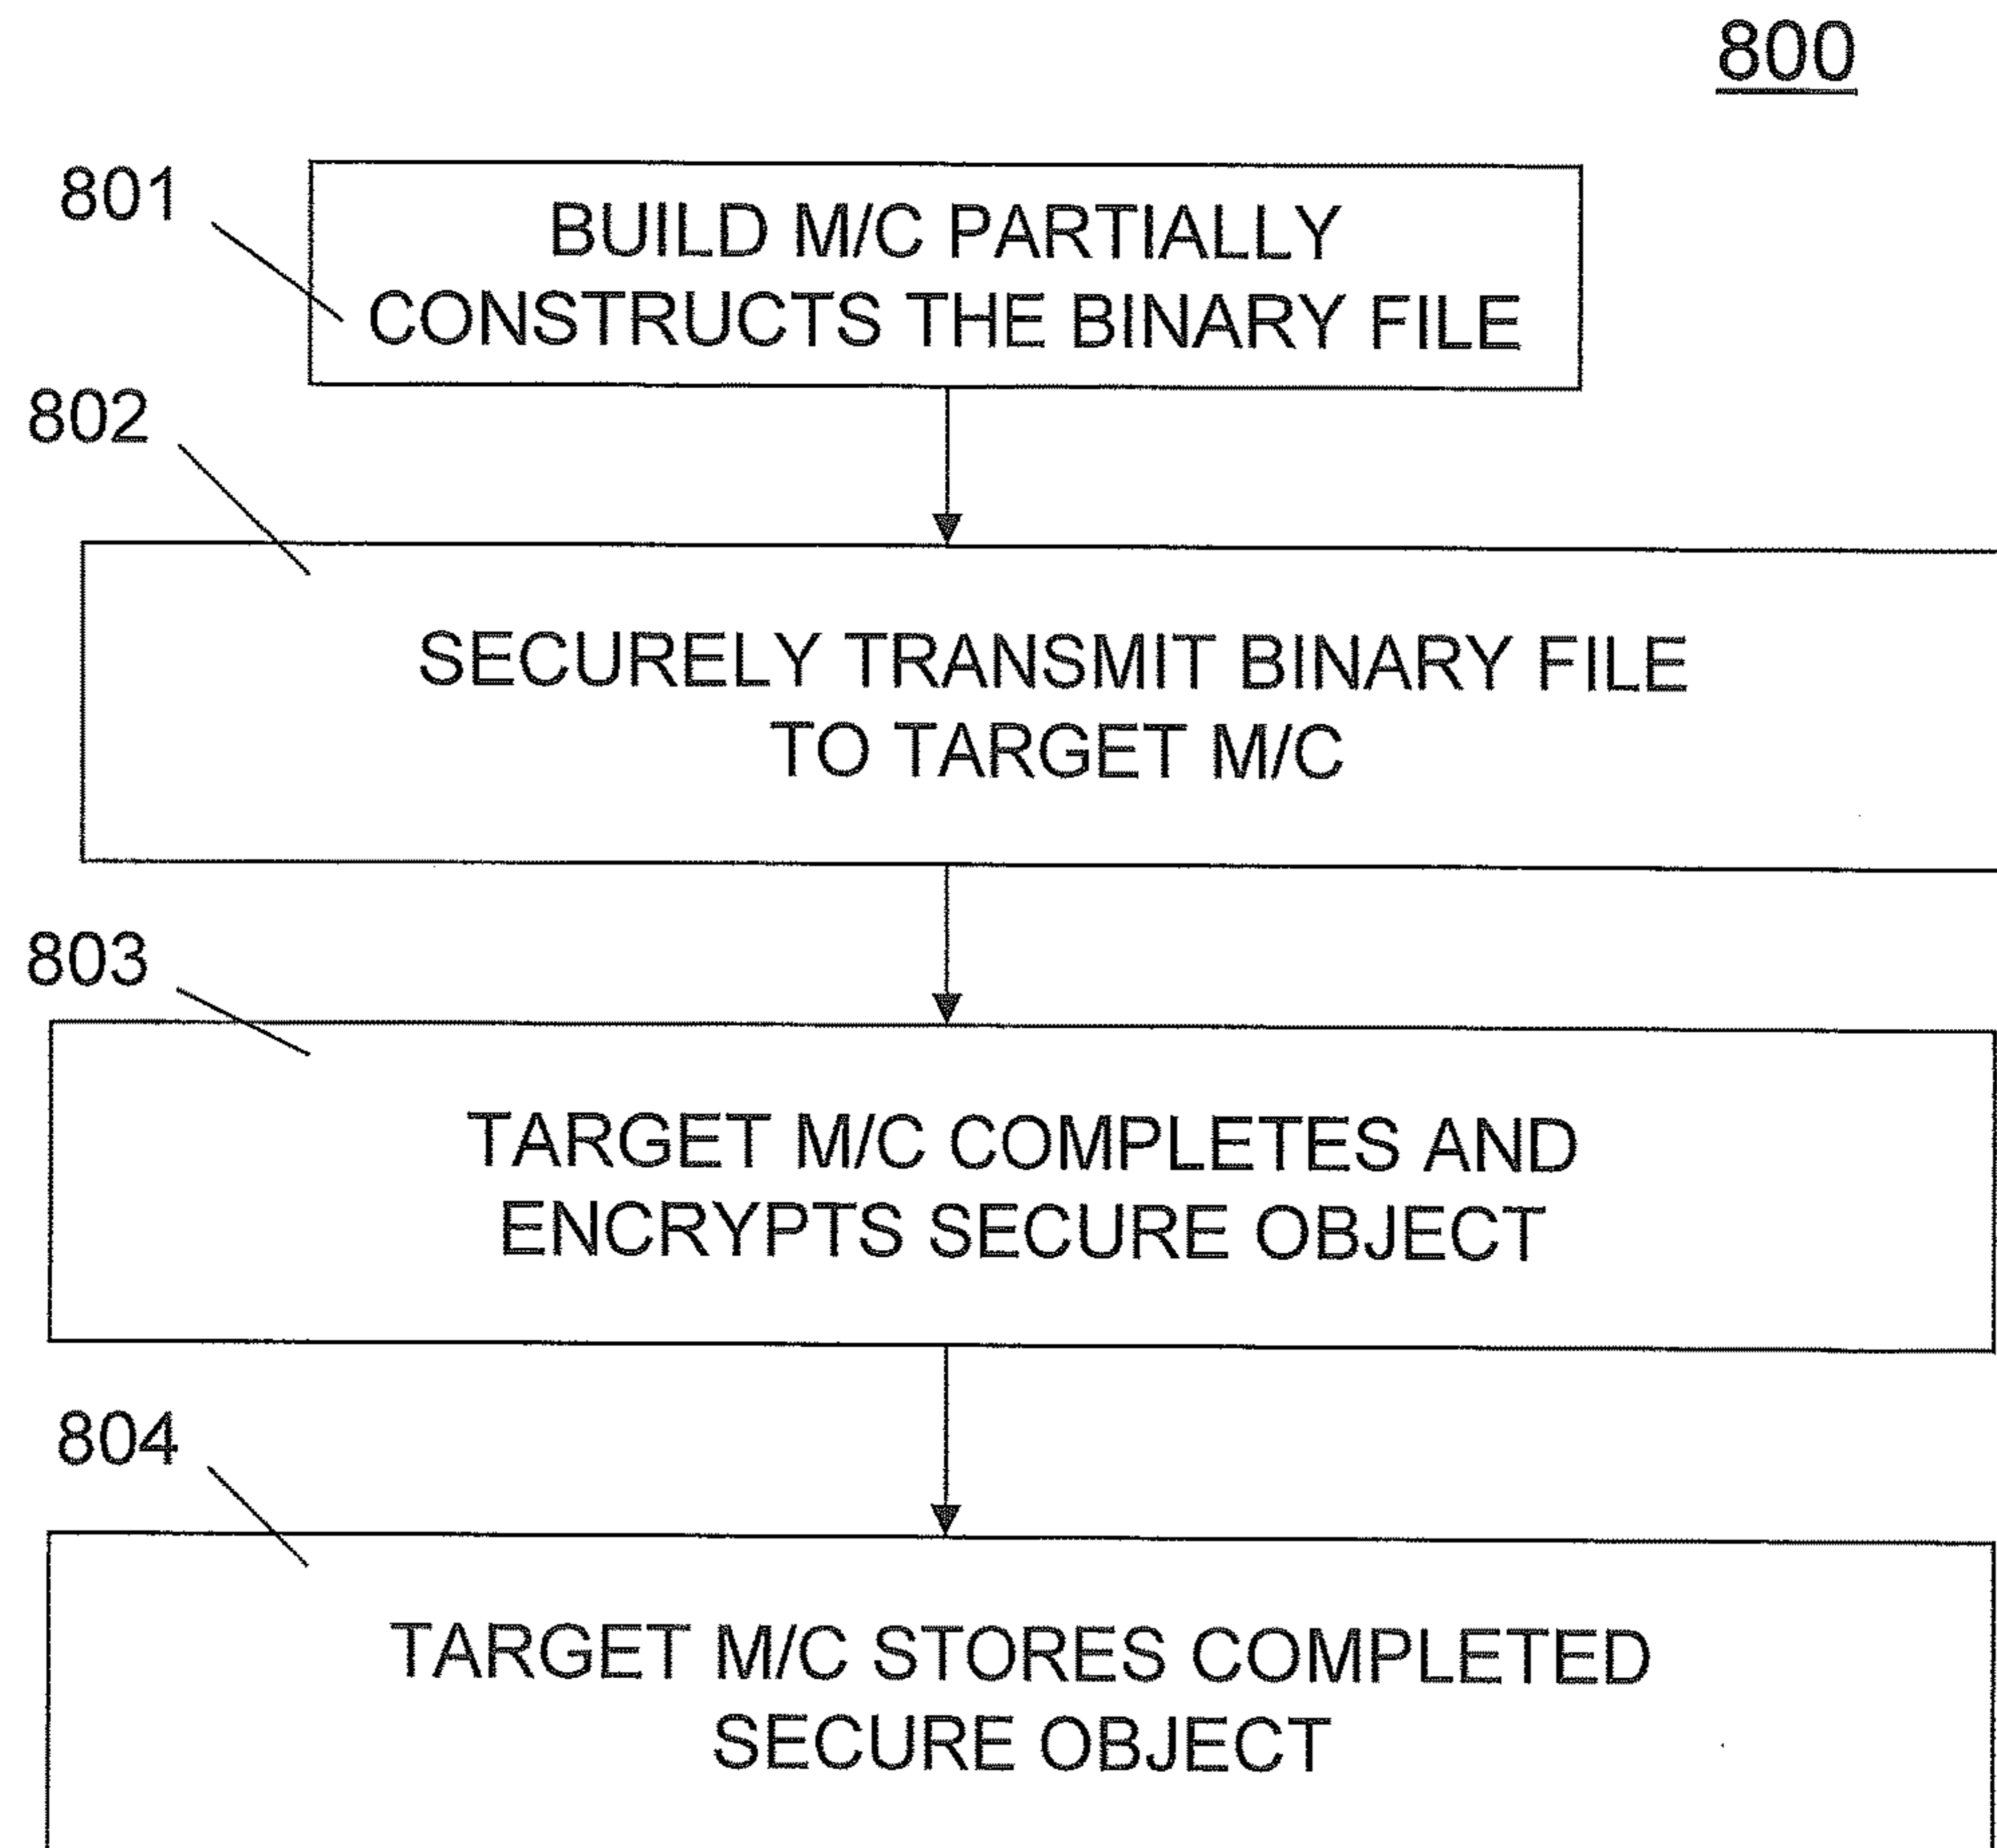 800
801
BUILD M/C PARTIALLY
CONSTRUCTS THE BINARY FILE
802
SECURELY TRANSMIT BINARY FILE
TO TARGET M/C
803
TARGET M/C COMPLETES AND
ENCRYPTS SECURE OBJECT
804
TARGET M/C STORES COMPLETED
SECURE OBJECT